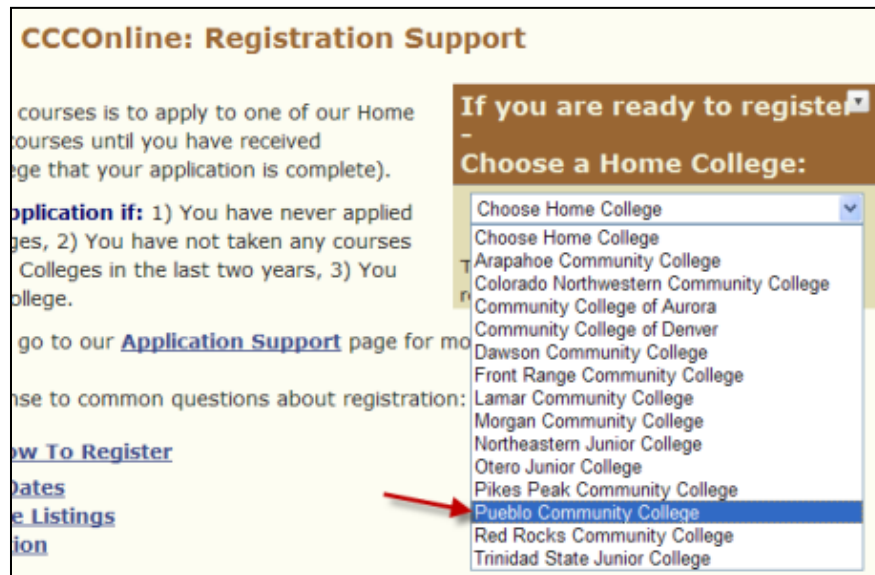 CCCOnline: Registration Support
courses is to apply to one of our Home
courses until you have received
ege that your application is complete).
pplication if: 1) You have never applied
ges, 2) You have not taken any courses
Colleges in the last two years, 3) You
ollege.
go to our Application Support page for mo
nse to common questions about registration:
ow To Register
Dates
e Listings
ion
If you are ready to register
-
Choose a Home College:
Choose Home College
Choose Home College
Arapahoe Community College
Colorado Northwestern Community College
Community College of Aurora
Community College of Denver
Dawson Community College
Front Range Community College
Lamar Community College
Morgan Community College
Northeastern Junior College
Otero Junior College
Pikes Peak Community College
Pueblo Community College
Red Rocks Community College
Trinidad State Junior College